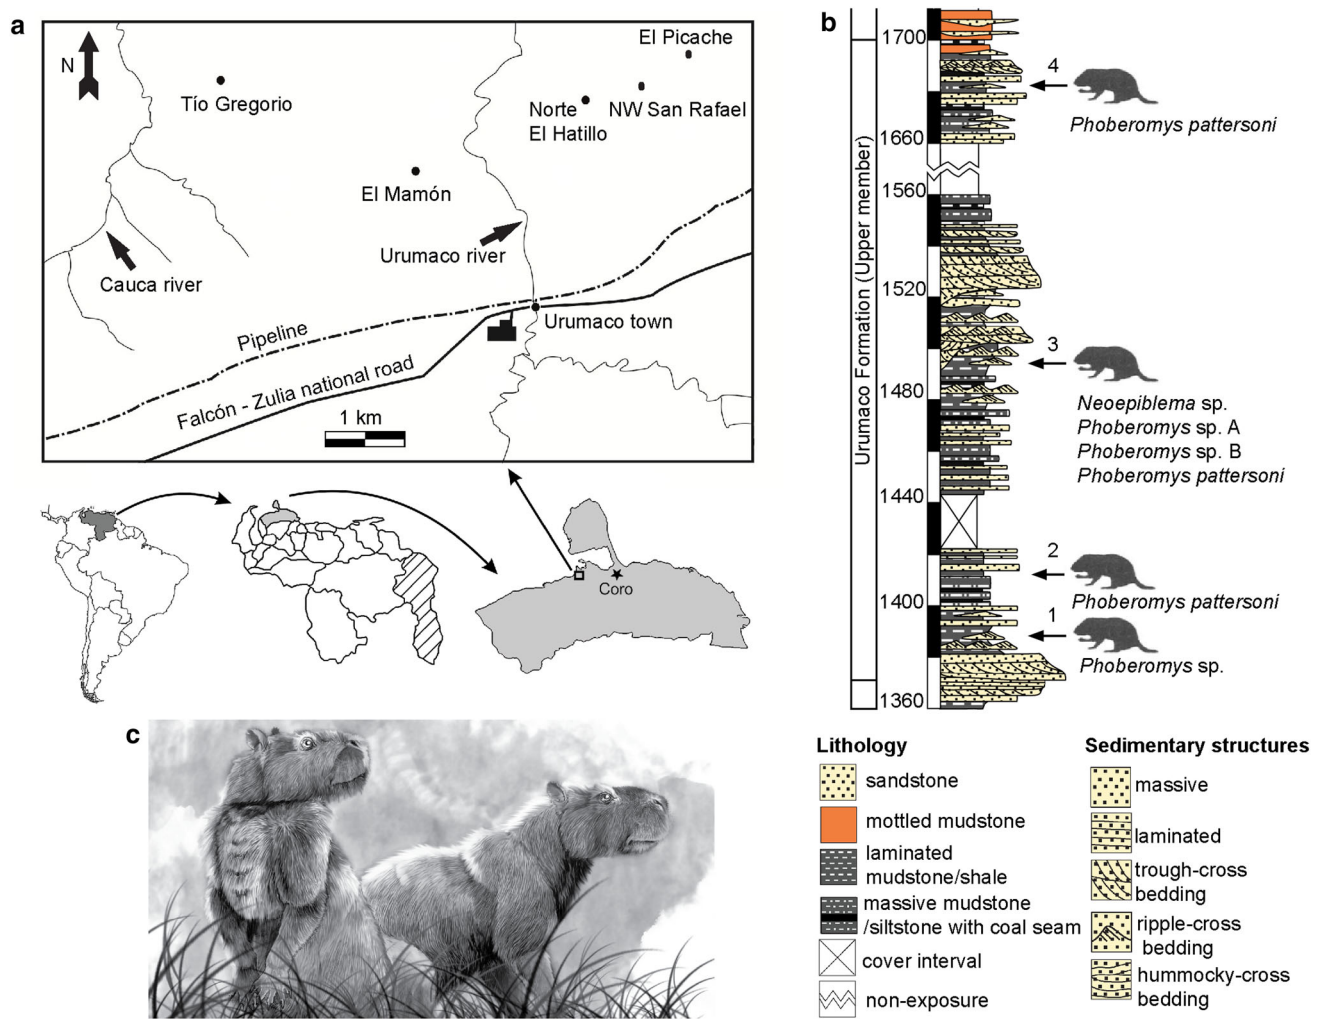 a
N
Tío Gregorio
El Picache
Norte
El Hatillo
NW San Rafael
El Mamón
Urumaco river
Cauca river
Pipeline
Urumaco town
Falcón - Zulia national road
1 km
Coro
b
Urumaco Formation (Upper member)
1700
1660
1560
1520
1480
1440
1400
1360
4
Phoberomys pattersoni
3
Neoepiblema sp.
Phoberomys sp. A
Phoberomys sp. B
Phoberomys pattersoni
2
Phoberomys pattersoni
1
Phoberomys sp.
Lithology
sandstone
mottled mudstone
laminated
mudstone/shale
massive mudstone
/siltstone with coal seam
cover interval
non-exposure
Sedimentary structures
massive
laminated
trough-cross
bedding
ripple-cross
bedding
hummocky-cross
bedding
c